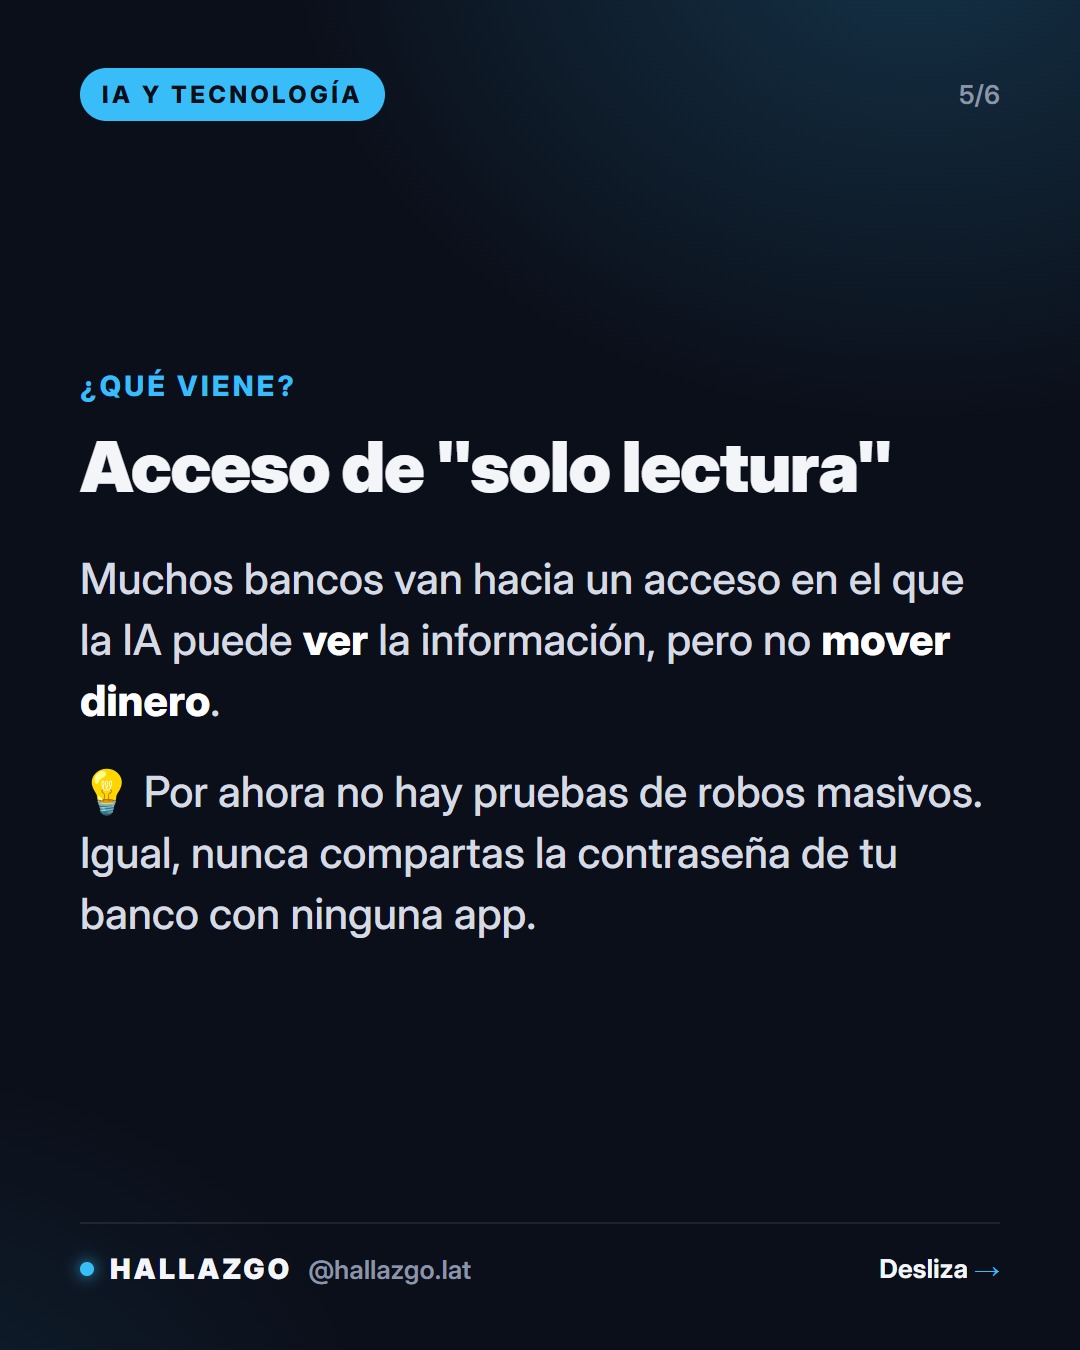 IA Y TECNOLOGÍA
5/6
¿QUÉ VIENE?
Acceso de "solo lectura"
Muchos bancos van hacia un acceso en el que
la IA puede ver la información, pero no mover
dinero.
💡 Por ahora no hay pruebas de robos masivos.
Igual, nunca compartas la contraseña de tu
banco con ninguna app.
HALLAZGO @hallazgo.lat
Desliza →